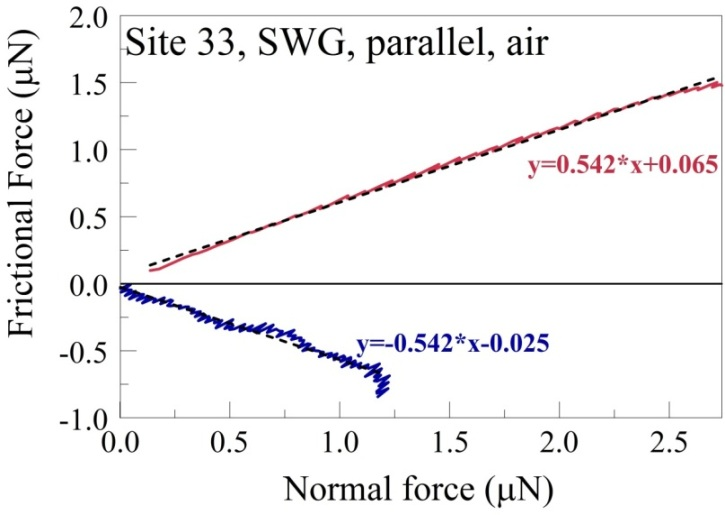 Site 33, SWG, parallel, air
Frictional Force (μN)
2.0
1.5
1.0
0.5
0.0
-0.5
-1.0
y=0.542*x+0.065
y=-0.542*x-0.025
0.0 0.5 1.0 1.5 2.0 2.5
Normal force (μN)